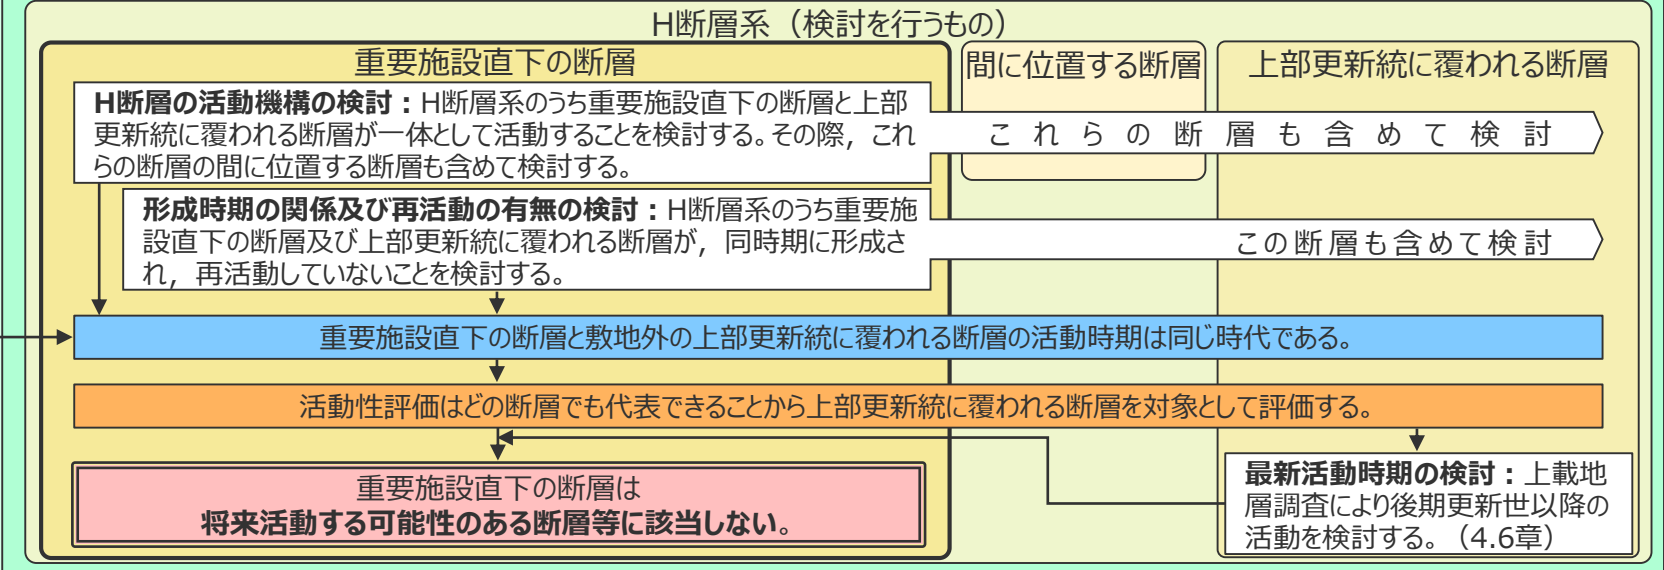 H断層系（検討を行うもの）
重要施設直下の断層
間に位置する断層
上部更新統に覆われる断層
H断層の活動機構の検討：H断層系のうち重要施設直下の断層と上部
更新統に覆われる断層が一体として活動することを検討する。その際，これ
らの断層の間に位置する断層も含めて検討する。
これらの断層も含めて検討
形成時期の関係及び再活動の有無の検討：H断層系のうち重要施
設直下の断層及び上部更新統に覆われる断層が，同時期に形成さ
れ，再活動していないことを検討する。
この断層も含めて検討
重要施設直下の断層と敷地外の上部更新統に覆われる断層の活動時期は同じ時代である。
活動性評価はどの断層でも代表できることから上部更新統に覆われる断層を対象として評価する。
重要施設直下の断層は
将来活動する可能性のある断層等に該当しない。
最新活動時期の検討：上載地
層調査により後期更新世以降の
活動を検討する。（4.6章）